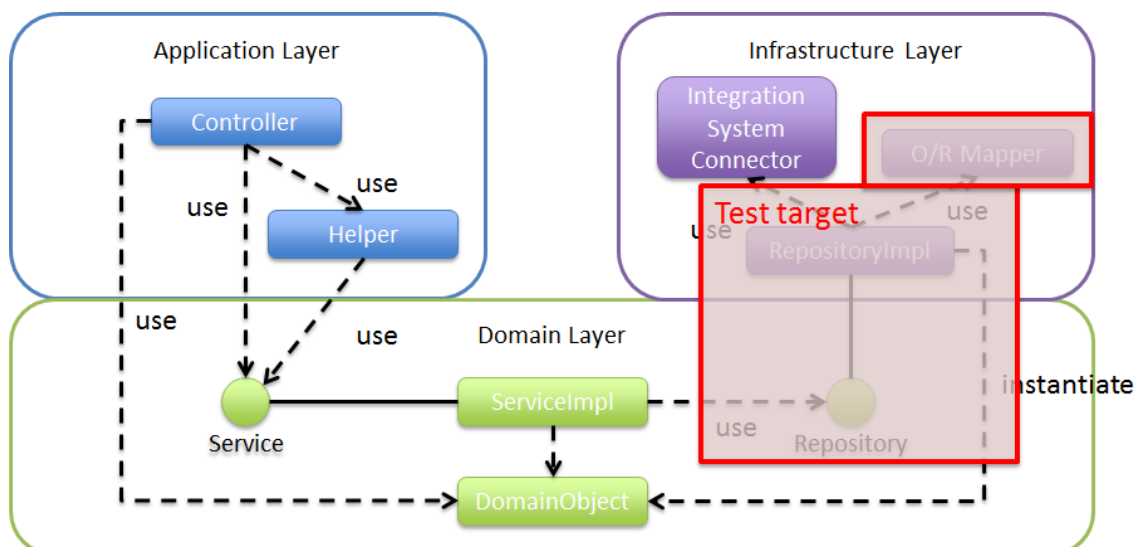 Application Layer
Infrastructure Layer
Controller
Integration
System
Connector
O/R Mapper
use
use
Test target
use
use
Helper
RepositoryImpl
use
use
Domain Layer
instantiate
ServiceImpl
use
Service
Repository
DomainObject